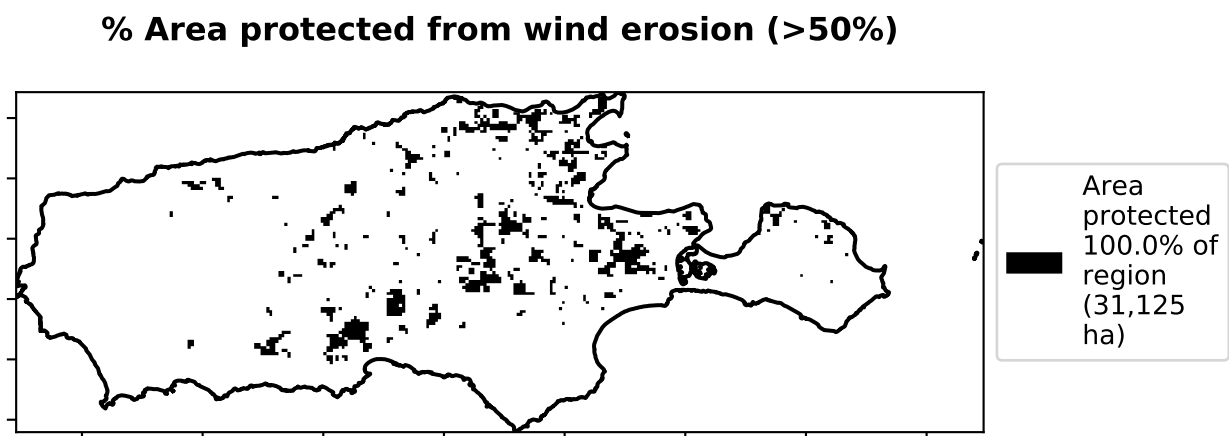 % Area protected from wind erosion (>50%)
Area
protected
100.0% of
region
(31,125
ha)